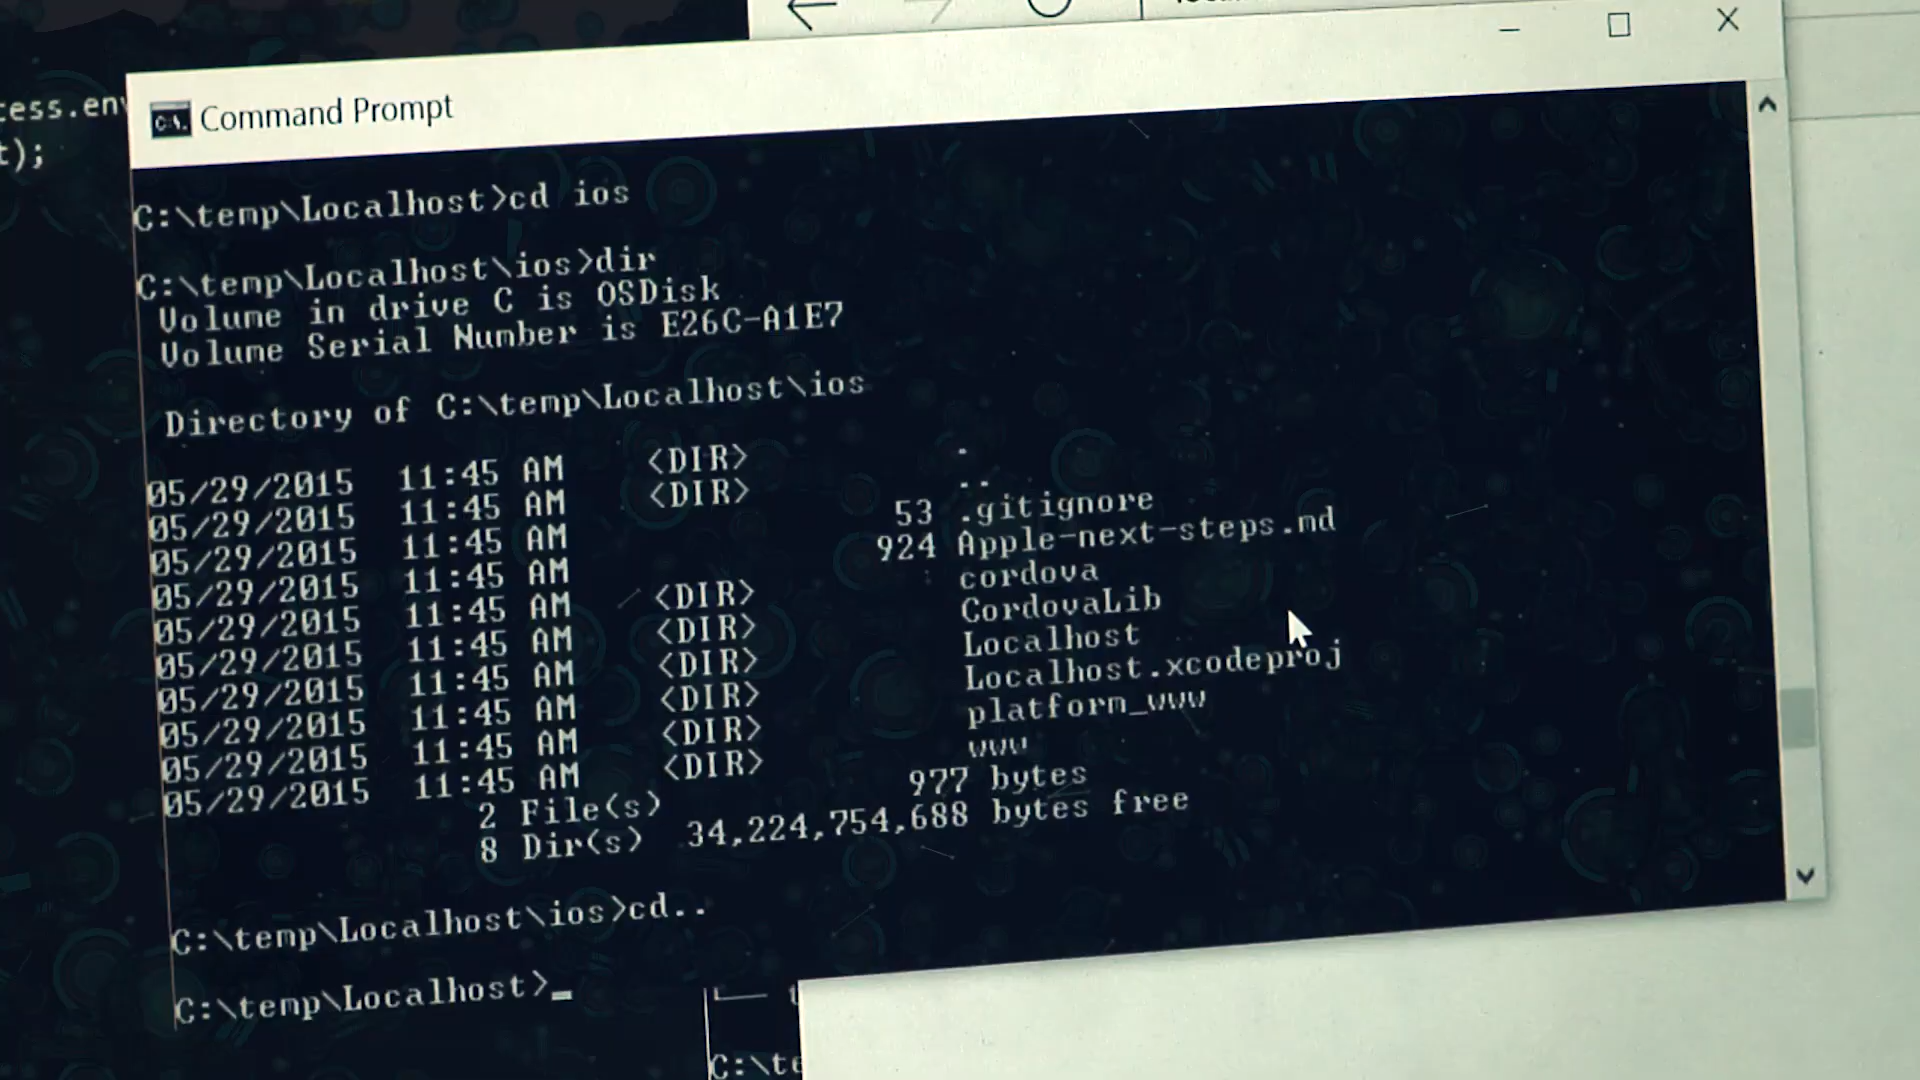 cess.env
t);
Command Prompt
C:\temp\Localhost>cd ios
C:\temp\Localhost\ios>dir
Volume in drive C is OSDisk
Volume Serial Number is E26C-A1E7
Directory of C:\temp\Localhost\ios
05/29/2015 11:45 AM <DIR> .
05/29/2015 11:45 AM <DIR> ..
05/29/2015 11:45 AM 53 .gitignore
05/29/2015 11:45 AM 924 Apple-next-steps.md
05/29/2015 11:45 AM <DIR> cordova
05/29/2015 11:45 AM <DIR> CordovaLib
05/29/2015 11:45 AM <DIR> Localhost
05/29/2015 11:45 AM <DIR> Localhost.xcodeproj
05/29/2015 11:45 AM <DIR> platform_www
05/29/2015 11:45 AM <DIR> www
2 File(s) 977 bytes
8 Dir(s) 34,224,754,688 bytes free
C:\temp\Localhost\ios>cd..
C:\temp\Localhost>_
C:\te